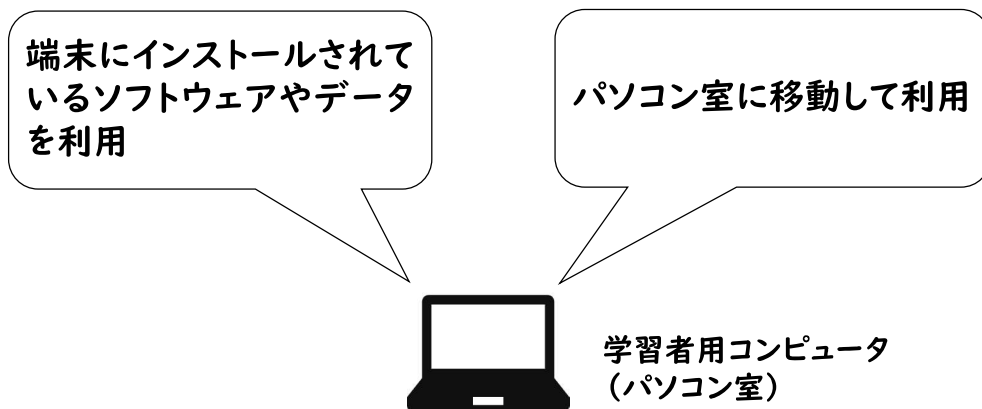 端末にインストールされて
いるソフトウェアやデータ
を利用
パソコン室に移動して利用
学習者用コンピュータ
（パソコン室）